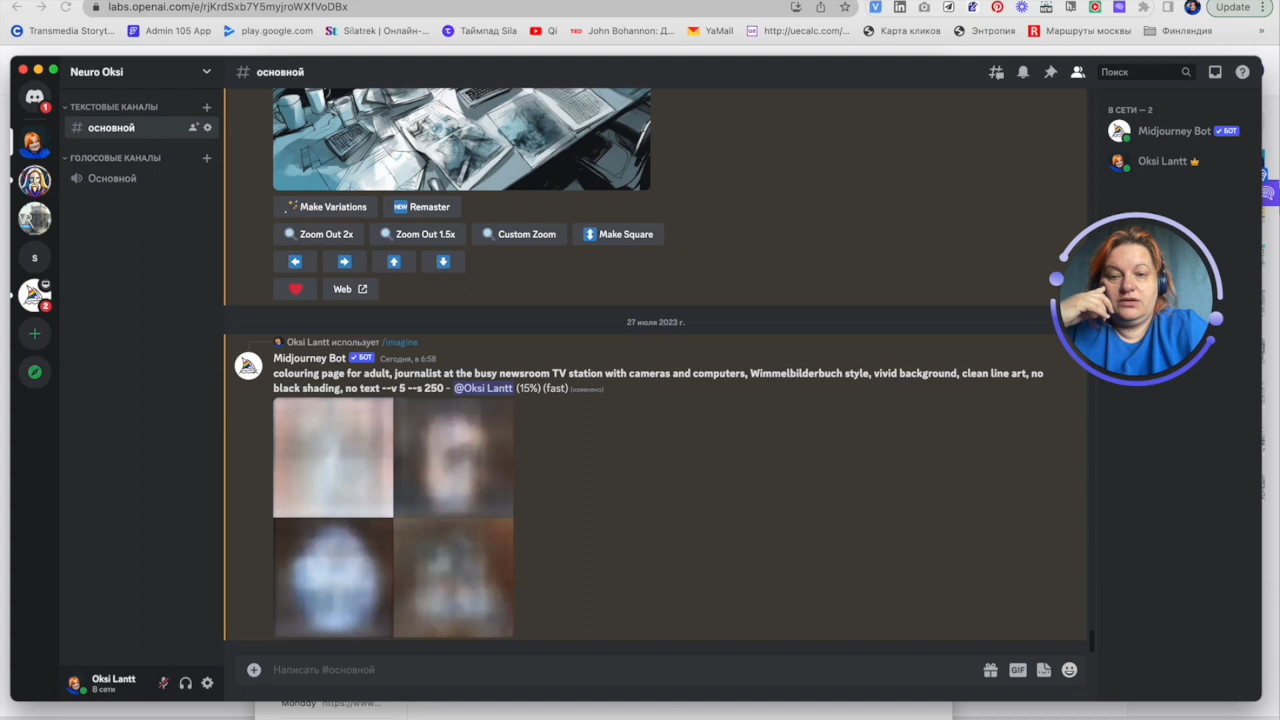 labs.openai.com/e/rjKrdSxb7Y5myjroWXfVoDBx
Update
Transmedia Storyt...
Admin 105 App
play.google.com
Silatrek | Онлайн-...
Таймпад Sila
Qi
TED John Bohannon: Д...
YaMail
http://uecalc.com/...
Карта кликов
Энтропия
Маршруты москвы
Финляндия
»
Neuro Oksi
основной
Поиск
ТЕКСТОВЫЕ КАНАЛЫ
основной
ГОЛОСОВЫЕ КАНАЛЫ
Основной
1
S
2
В СЕТИ — 2
Midjourney Bot ✓ БОТ
Oksi Lantt
Make Variations
NEW Remaster
Zoom Out 2x
Zoom Out 1.5x
Custom Zoom
Make Square
Web
27 июля 2023 г.
Oksi Lantt использует /imagine
Midjourney Bot ✓ БОТ Сегодня, в 6:58
colouring page for adult, journalist at the busy newsroom TV station with cameras and computers, Wimmelbilderbuch style, vivid background, clean line art, no
black shading, no text --v 5 --s 250 - @Oksi Lantt (15%) (fast) (изменено)
Написать #основной
GIF
Oksi Lantt
В сети
Monday https://www...